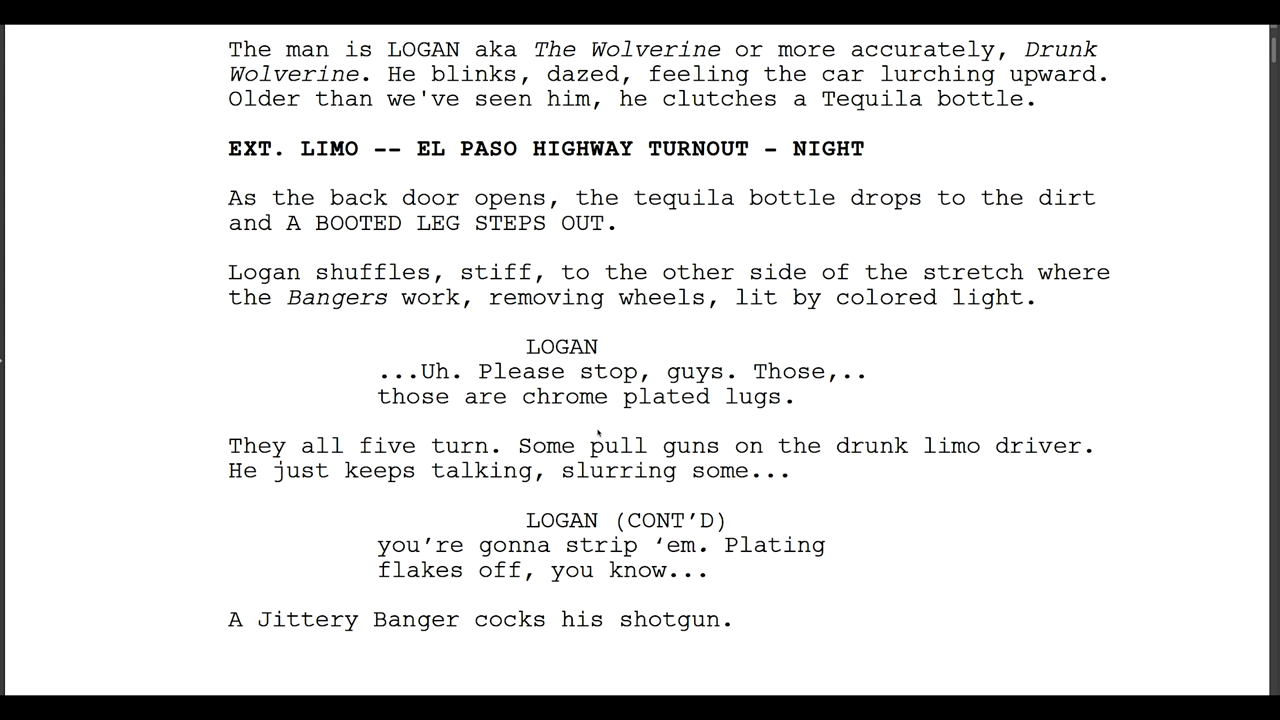 The man is LOGAN aka The Wolverine or more accurately, Drunk
Wolverine. He blinks, dazed, feeling the car lurching upward.
Older than we've seen him, he clutches a Tequila bottle.
EXT. LIMO -- EL PASO HIGHWAY TURNOUT – NIGHT
As the back door opens, the tequila bottle drops to the dirt
and A BOOTED LEG STEPS OUT.
Logan shuffles, stiff, to the other side of the stretch where
the Bangers work, removing wheels, lit by colored light.
LOGAN
...Uh. Please stop, guys. Those,..
those are chrome plated lugs.
They all five turn. Some pull guns on the drunk limo driver.
He just keeps talking, slurring some...
LOGAN (CONT’D)
you’re gonna strip ‘em. Plating
flakes off, you know...
A Jittery Banger cocks his shotgun.